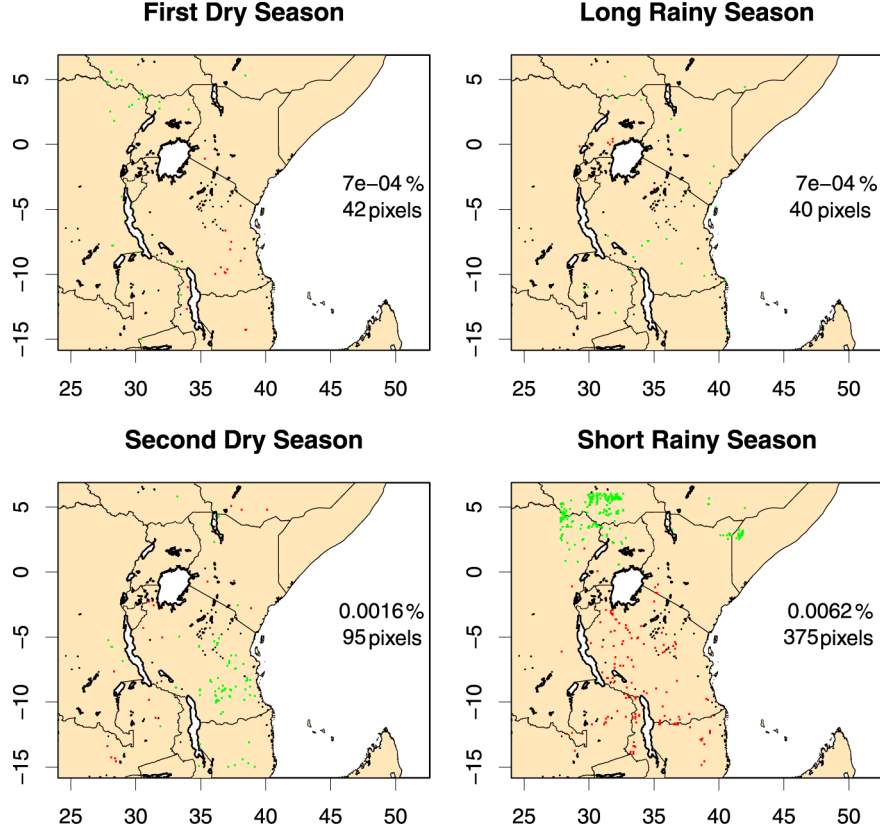 First Dry Season
Long Rainy Season
5
0
−5
−10
−15
7e−04 %
42 pixels
25 30 35 40 45 50
5
0
−5
−10
−15
7e−04 %
40 pixels
25 30 35 40 45 50
Second Dry Season
Short Rainy Season
5
0
−5
−10
−15
0.0016 %
95 pixels
25 30 35 40 45 50
5
0
−5
−10
−15
0.0062 %
375 pixels
25 30 35 40 45 50